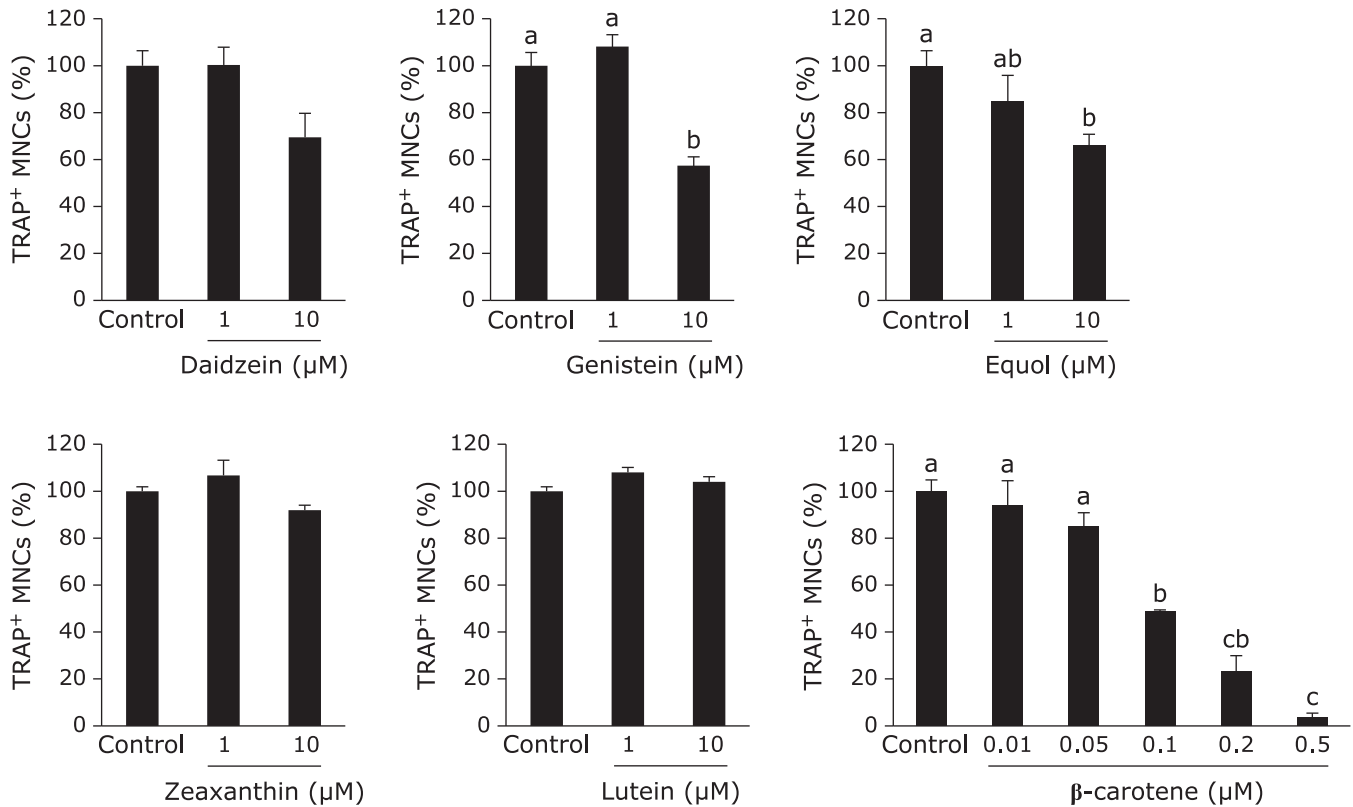 TRAP⁺ MNCs (%)
120
100
80
60
40
20
0
Control 1 10
Daidzein (µM)
TRAP⁺ MNCs (%)
120
100
80
60
40
20
0
a a b
Control 1 10
Genistein (µM)
TRAP⁺ MNCs (%)
120
100
80
60
40
20
0
a ab b
Control 1 10
Equol (µM)
TRAP⁺ MNCs (%)
120
100
80
60
40
20
0
Control 1 10
Zeaxanthin (µM)
TRAP⁺ MNCs (%)
120
100
80
60
40
20
0
Control 1 10
Lutein (µM)
TRAP⁺ MNCs (%)
120
100
80
60
40
20
0
a a a b cb c
Control 0.01 0.05 0.1 0.2 0.5
β-carotene (µM)